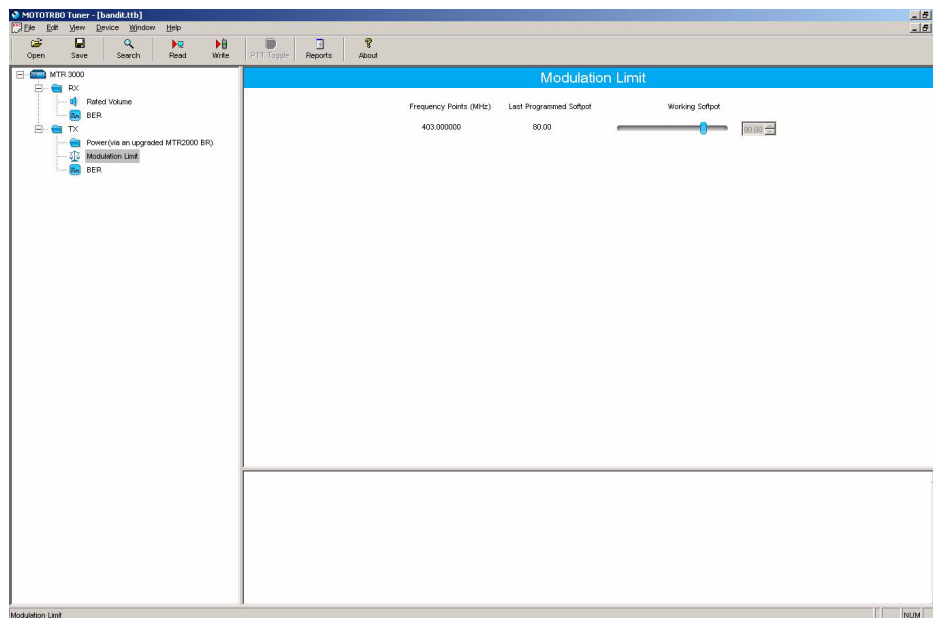 MOTOTRBO Tuner - [bandit.ttb]
File Edit View Device Window Help
Open Save Search Read Write PTT Toggle Reports About
MTR 3000
RX
Rated Volume
BER
TX
Power(via an upgraded MTR2000 BR)
Modulation Limit
BER
Modulation Limit
Frequency Points (MHz) Last Programmed Softpot Working Softpot
403.000000 80.00 80.00
Modulation Limit NUM